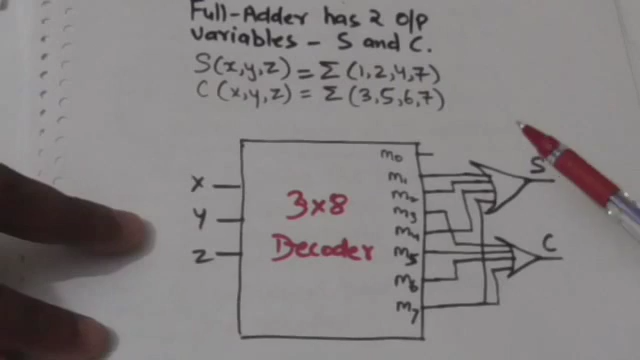 Full-Adder has 2 o/p
variables - S and C.
S(x,y,z) = Σ (1,2,4,7)
C (x,y,z) = Σ (3,5,6,7)
m0
x
m1
S
3x8
m2
y
m3
m4
Decoder
C
z
m5
m6
m7